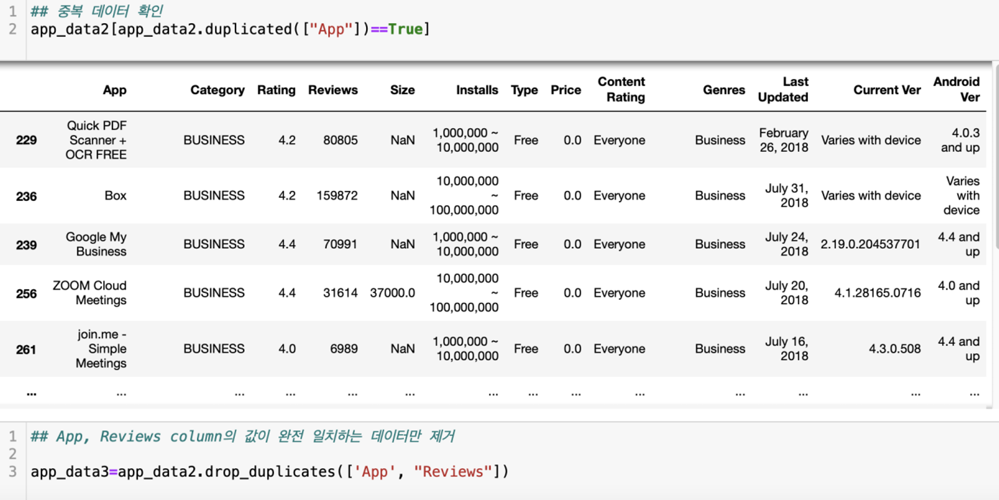 1 ## 중복 데이터 확인
2 app_data2[app_data2.duplicated(["App"])==True]
App Category Rating Reviews Size Installs Type Price Content Rating Genres Last Updated Current Ver Android Ver
229 Quick PDF Scanner + OCR FREE BUSINESS 4.2 80805 NaN 1,000,000 ~ 10,000,000 Free 0.0 Everyone Business February 26, 2018 Varies with device 4.0.3 and up
236 Box BUSINESS 4.2 159872 NaN 10,000,000 ~ 100,000,000 Free 0.0 Everyone Business July 31, 2018 Varies with device Varies with device
239 Google My Business BUSINESS 4.4 70991 NaN 1,000,000 ~ 10,000,000 Free 0.0 Everyone Business July 24, 2018 2.19.0.204537701 4.4 and up
256 ZOOM Cloud Meetings BUSINESS 4.4 31614 37000.0 10,000,000 ~ 100,000,000 Free 0.0 Everyone Business July 20, 2018 4.1.28165.0716 4.0 and up
261 join.me - Simple Meetings BUSINESS 4.0 6989 NaN 1,000,000 ~ 10,000,000 Free 0.0 Everyone Business July 16, 2018 4.3.0.508 4.4 and up
... ... ... ... ... ... ... ... ... ... ... ... ... ...
1 ## App, Reviews column의 값이 완전 일치하는 데이터만 제거
2
3 app_data3=app_data2.drop_duplicates(['App', "Reviews"])